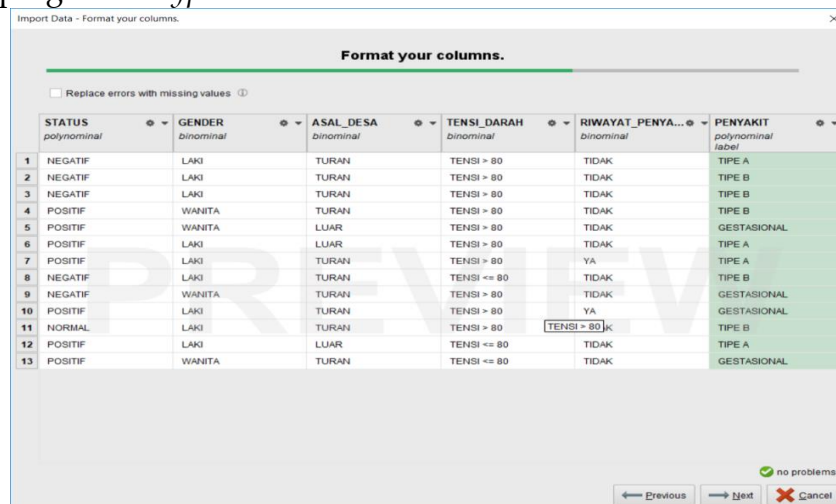 Import Data - Format your columns.
Format your columns.
Replace errors with missing values
STATUS GENDER ASAL_DESA TENSI_DARAH RIWAYAT_PENYA... PENYAKIT
polynominal binominal binominal binominal binominal polynominal
label
1 NEGATIF LAKI TURAN TENSI > 80 TIDAK TIPE A
2 NEGATIF LAKI TURAN TENSI > 80 TIDAK TIPE B
3 NEGATIF LAKI TURAN TENSI > 80 TIDAK TIPE B
4 POSITIF WANITA TURAN TENSI > 80 TIDAK TIPE B
5 POSITIF WANITA LUAR TENSI > 80 TIDAK GESTASIONAL
6 POSITIF LAKI LUAR TENSI > 80 TIDAK TIPE A
7 POSITIF LAKI TURAN TENSI > 80 YA TIPE A
8 NEGATIF LAKI TURAN TENSI <= 80 TIDAK TIPE B
9 NEGATIF WANITA TURAN TENSI > 80 TIDAK GESTASIONAL
10 POSITIF LAKI TURAN TENSI > 80 YA GESTASIONAL
11 NORMAL LAKI TURAN TENSI > 80 TENSI > 80 TIPE B
12 POSITIF LAKI LUAR TENSI <= 80 TIDAK TIPE A
13 POSITIF WANITA TURAN TENSI <= 80 TIDAK GESTASIONAL
PREVIEW
no problems
Previous Next Cancel